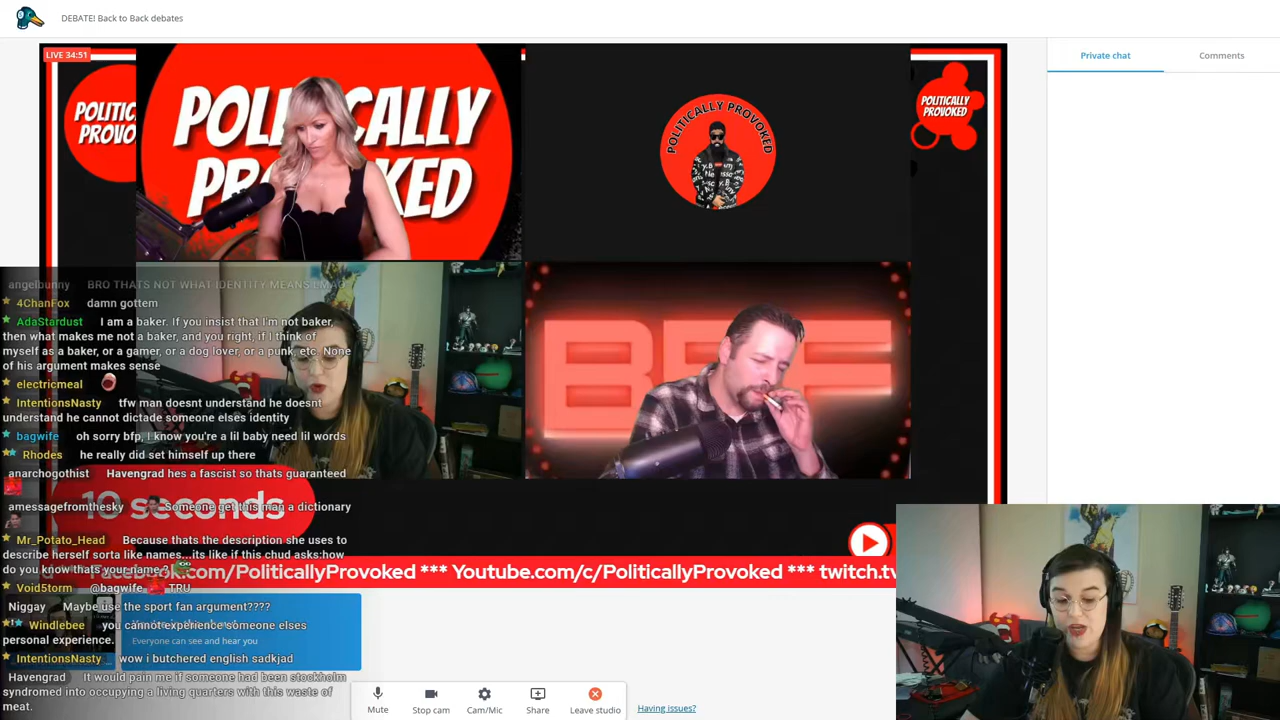 DEBATE! Back to Back debates
Private chat
Comments
LIVE 34:51
POLITIC
PROVO
POLITICALLY
PROVOKED
POLITICALLY PROVOKED
POLITICALLY
PROVOKED
angelbunny BRO THATS NOT WHAT IDENTITY MEANS LMAO
4ChanFox damn gottem
AdaStardust I am a baker. If you insist that I'm not baker,
then what makes me not a baker, and you right, if I think of
myself as a baker, or a gamer, or a dog lover, or a punk, etc. None
of his argument makes sense
electricmeal
IntentionsNasty tfw man doesnt understand he doesnt
understand he cannot dictade someone elses identity
bagwife oh sorry bfp, I know you're a lil baby need lil words
Rhodes he really did set himself up there
anarchogothist Havengrad hes a fascist so thats guaranteed
10 seconds
amessagefromthesky Someone get this man a dictionary
Mr_Potato_Head Because thats the description she uses to
describe herself sorta like names...its like if this chud asks:how
do you know thats your name ?
Facebook.com/PoliticallyProvoked *** Youtube.com/c/PoliticallyProvoked *** twitch.tv
Void5torm @bagwife TRU
Niggay Maybe use the sport fan argument????
Windlebee you cannot experience someone elses
personal experience.
Everyone can see and hear you
IntentionsNasty wow i butchered english sadkjad
Havengrad It would pain me if someone had been stockholm
syndromed into occupying a living quarters with this waste of
meat.
Mute
Stop cam
Cam/Mic
Share
Leave studio
Having issues?